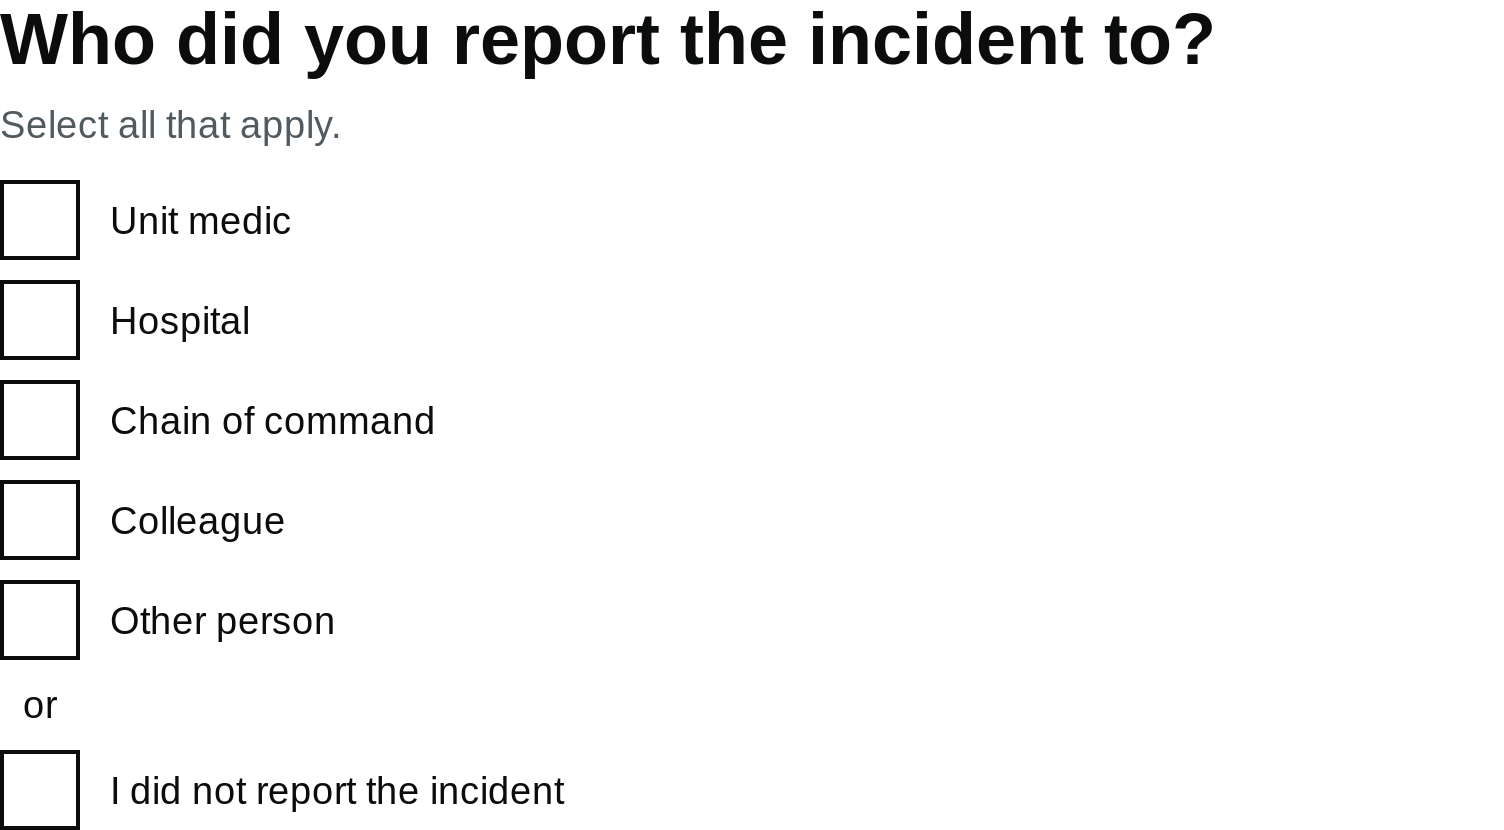 Who did you report the incident to?
Select all that apply.
Unit medic
Hospital
Chain of command
Colleague
Other person
or
I did not report the incident